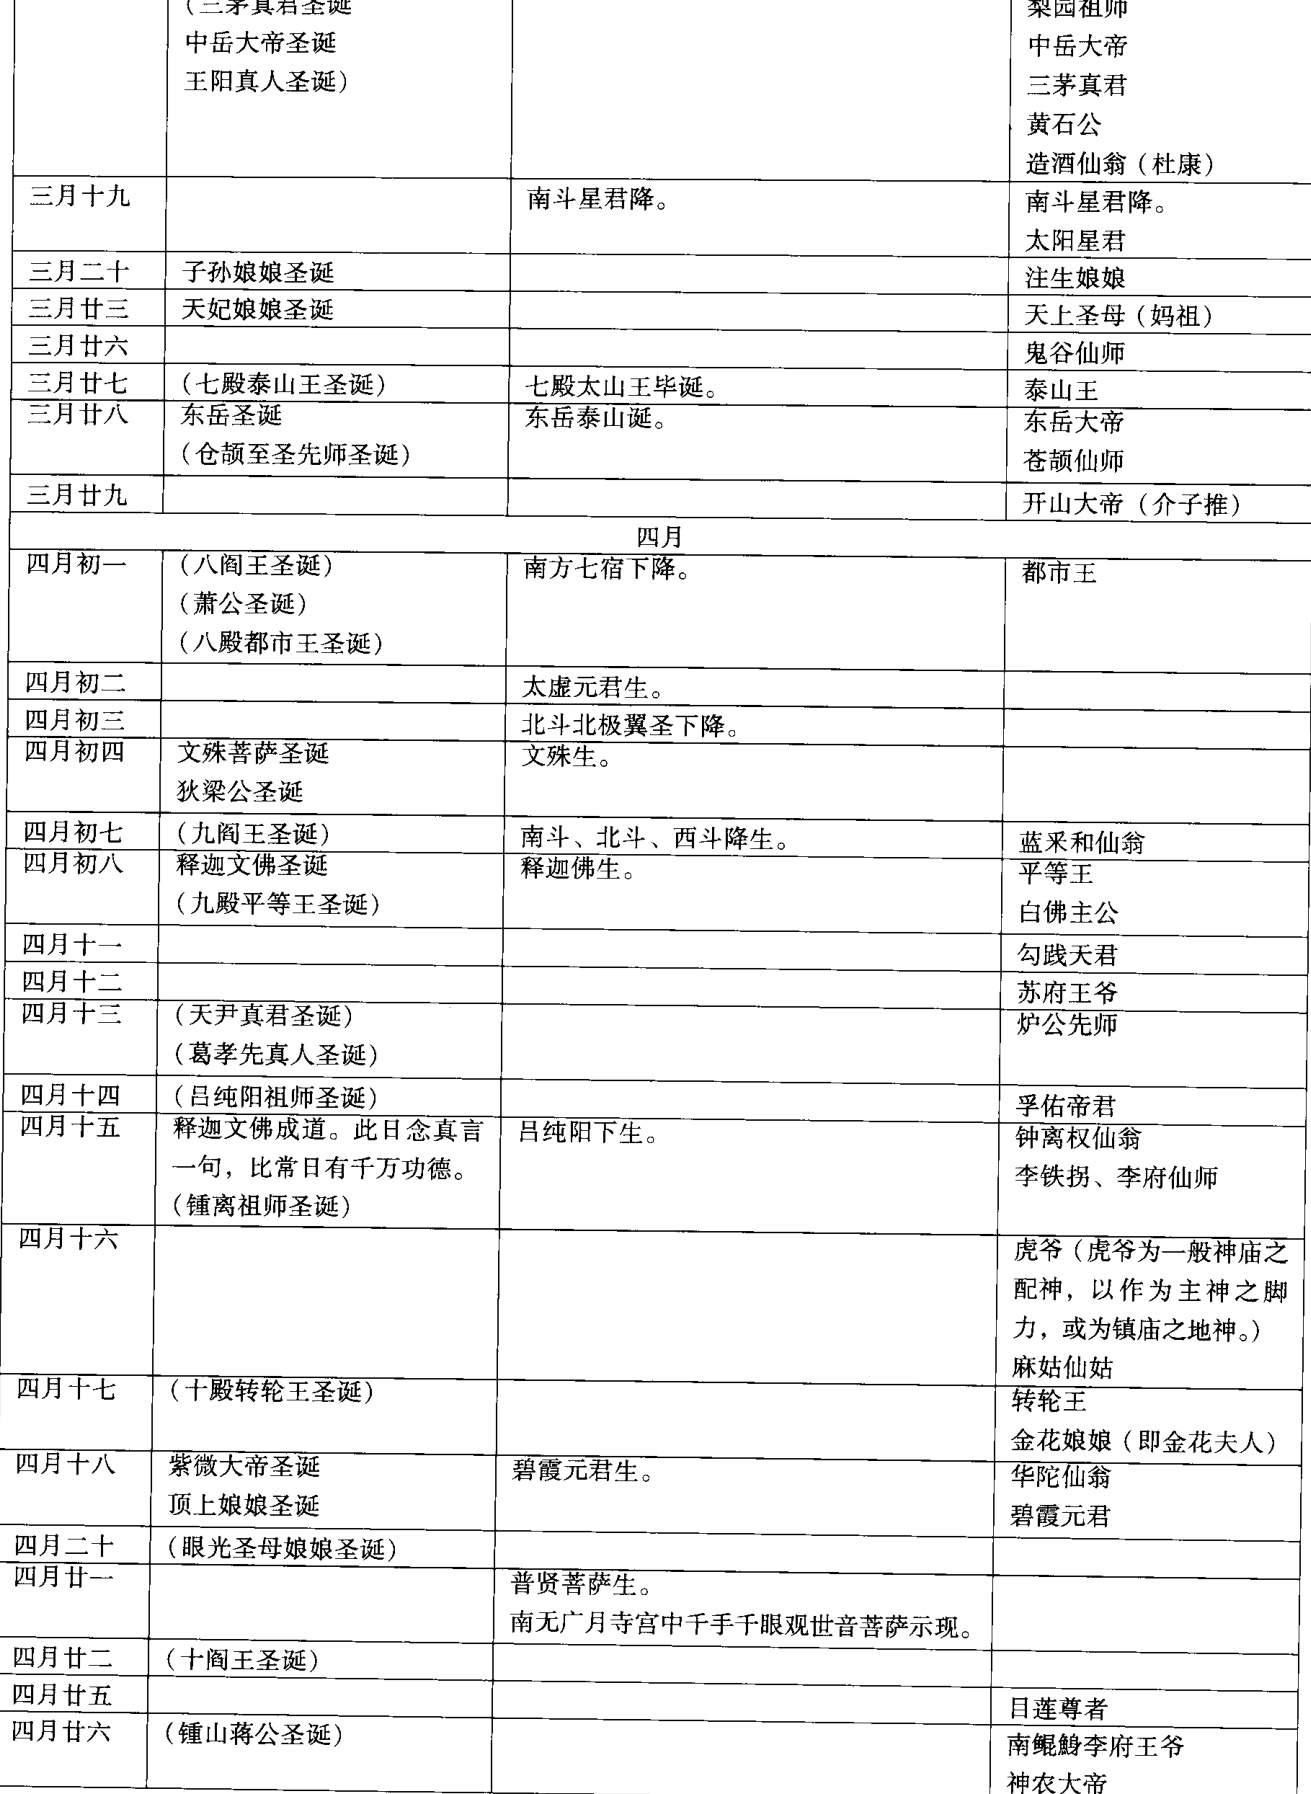 （三茅真君圣诞
中岳大帝圣诞
王阳真人圣诞）
梨园祖师
中岳大帝
三茅真君
黄石公
造酒仙翁（杜康）
三月十九
南斗星君降。
南斗星君降。
太阳星君
三月二十
子孙娘娘圣诞
注生娘娘
三月廿三
天妃娘娘圣诞
天上圣母（妈祖）
三月廿六
鬼谷仙师
三月廿七
（七殿泰山王圣诞）
七殿太山王毕诞。
泰山王
三月廿八
东岳圣诞
（仓颉至圣先师圣诞）
东岳泰山诞。
东岳大帝
苍颉仙师
三月廿九
开山大帝（介子推）
四月
四月初一
（八阎王圣诞）
（萧公圣诞）
（八殿都市王圣诞）
南方七宿下降。
都市王
四月初二
太虚元君生。
四月初三
北斗北极翼圣下降。
四月初四
文殊菩萨圣诞
狄梁公圣诞
文殊生。
四月初七
（九阎王圣诞）
南斗、北斗、西斗降生。
蓝采和仙翁
四月初八
释迦文佛圣诞
（九殿平等王圣诞）
释迦佛生。
平等王
白佛主公
四月十一
勾践天君
四月十二
苏府王爷
四月十三
（天尹真君圣诞）
（葛孝先真人圣诞）
炉公先师
四月十四
（吕纯阳祖师圣诞）
孚佑帝君
四月十五
释迦文佛成道。此日念真言
一句，比常日有千万功德。
（锺离祖师圣诞）
吕纯阳下生。
钟离权仙翁
李铁拐、李府仙师
四月十六
虎爷（虎爷为一般神庙之
配神，以作为主神之脚
力，或为镇庙之地神。）
麻姑仙姑
四月十七
（十殿转轮王圣诞）
转轮王
金花娘娘（即金花夫人）
四月十八
紫微大帝圣诞
顶上娘娘圣诞
碧霞元君生。
华陀仙翁
碧霞元君
四月二十
（眼光圣母娘娘圣诞）
四月廿一
普贤菩萨生。
南无广月寺宫中千手千眼观世音菩萨示现。
四月廿二
（十阎王圣诞）
四月廿五
目莲尊者
四月廿六
（锺山蒋公圣诞）
南鲲鯓李府王爷
神农大帝